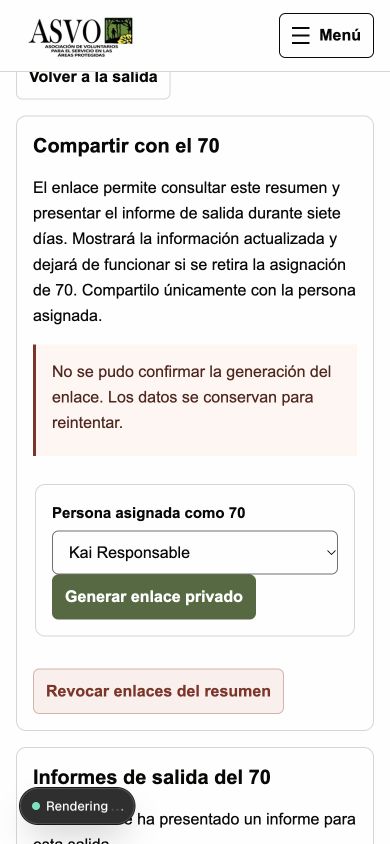 ASVO
ASOCIACIÓN DE VOLUNTARIOS
PARA EL SERVICIO EN LAS
ÁREAS PROTEGIDAS
Menú
Volver a la salida
Compartir con el 70
El enlace permite consultar este resumen y
presentar el informe de salida durante siete
días. Mostrará la información actualizada y
dejará de funcionar si se retira la asignación
de 70. Compartilo únicamente con la persona
asignada.
No se pudo confirmar la generación del
enlace. Los datos se conservan para
reintentar.
Persona asignada como 70
Kai Responsable
Generar enlace privado
Revocar enlaces del resumen
Informes de salida del 70
Rendering ...
ha presentado un informe para
esta salida.